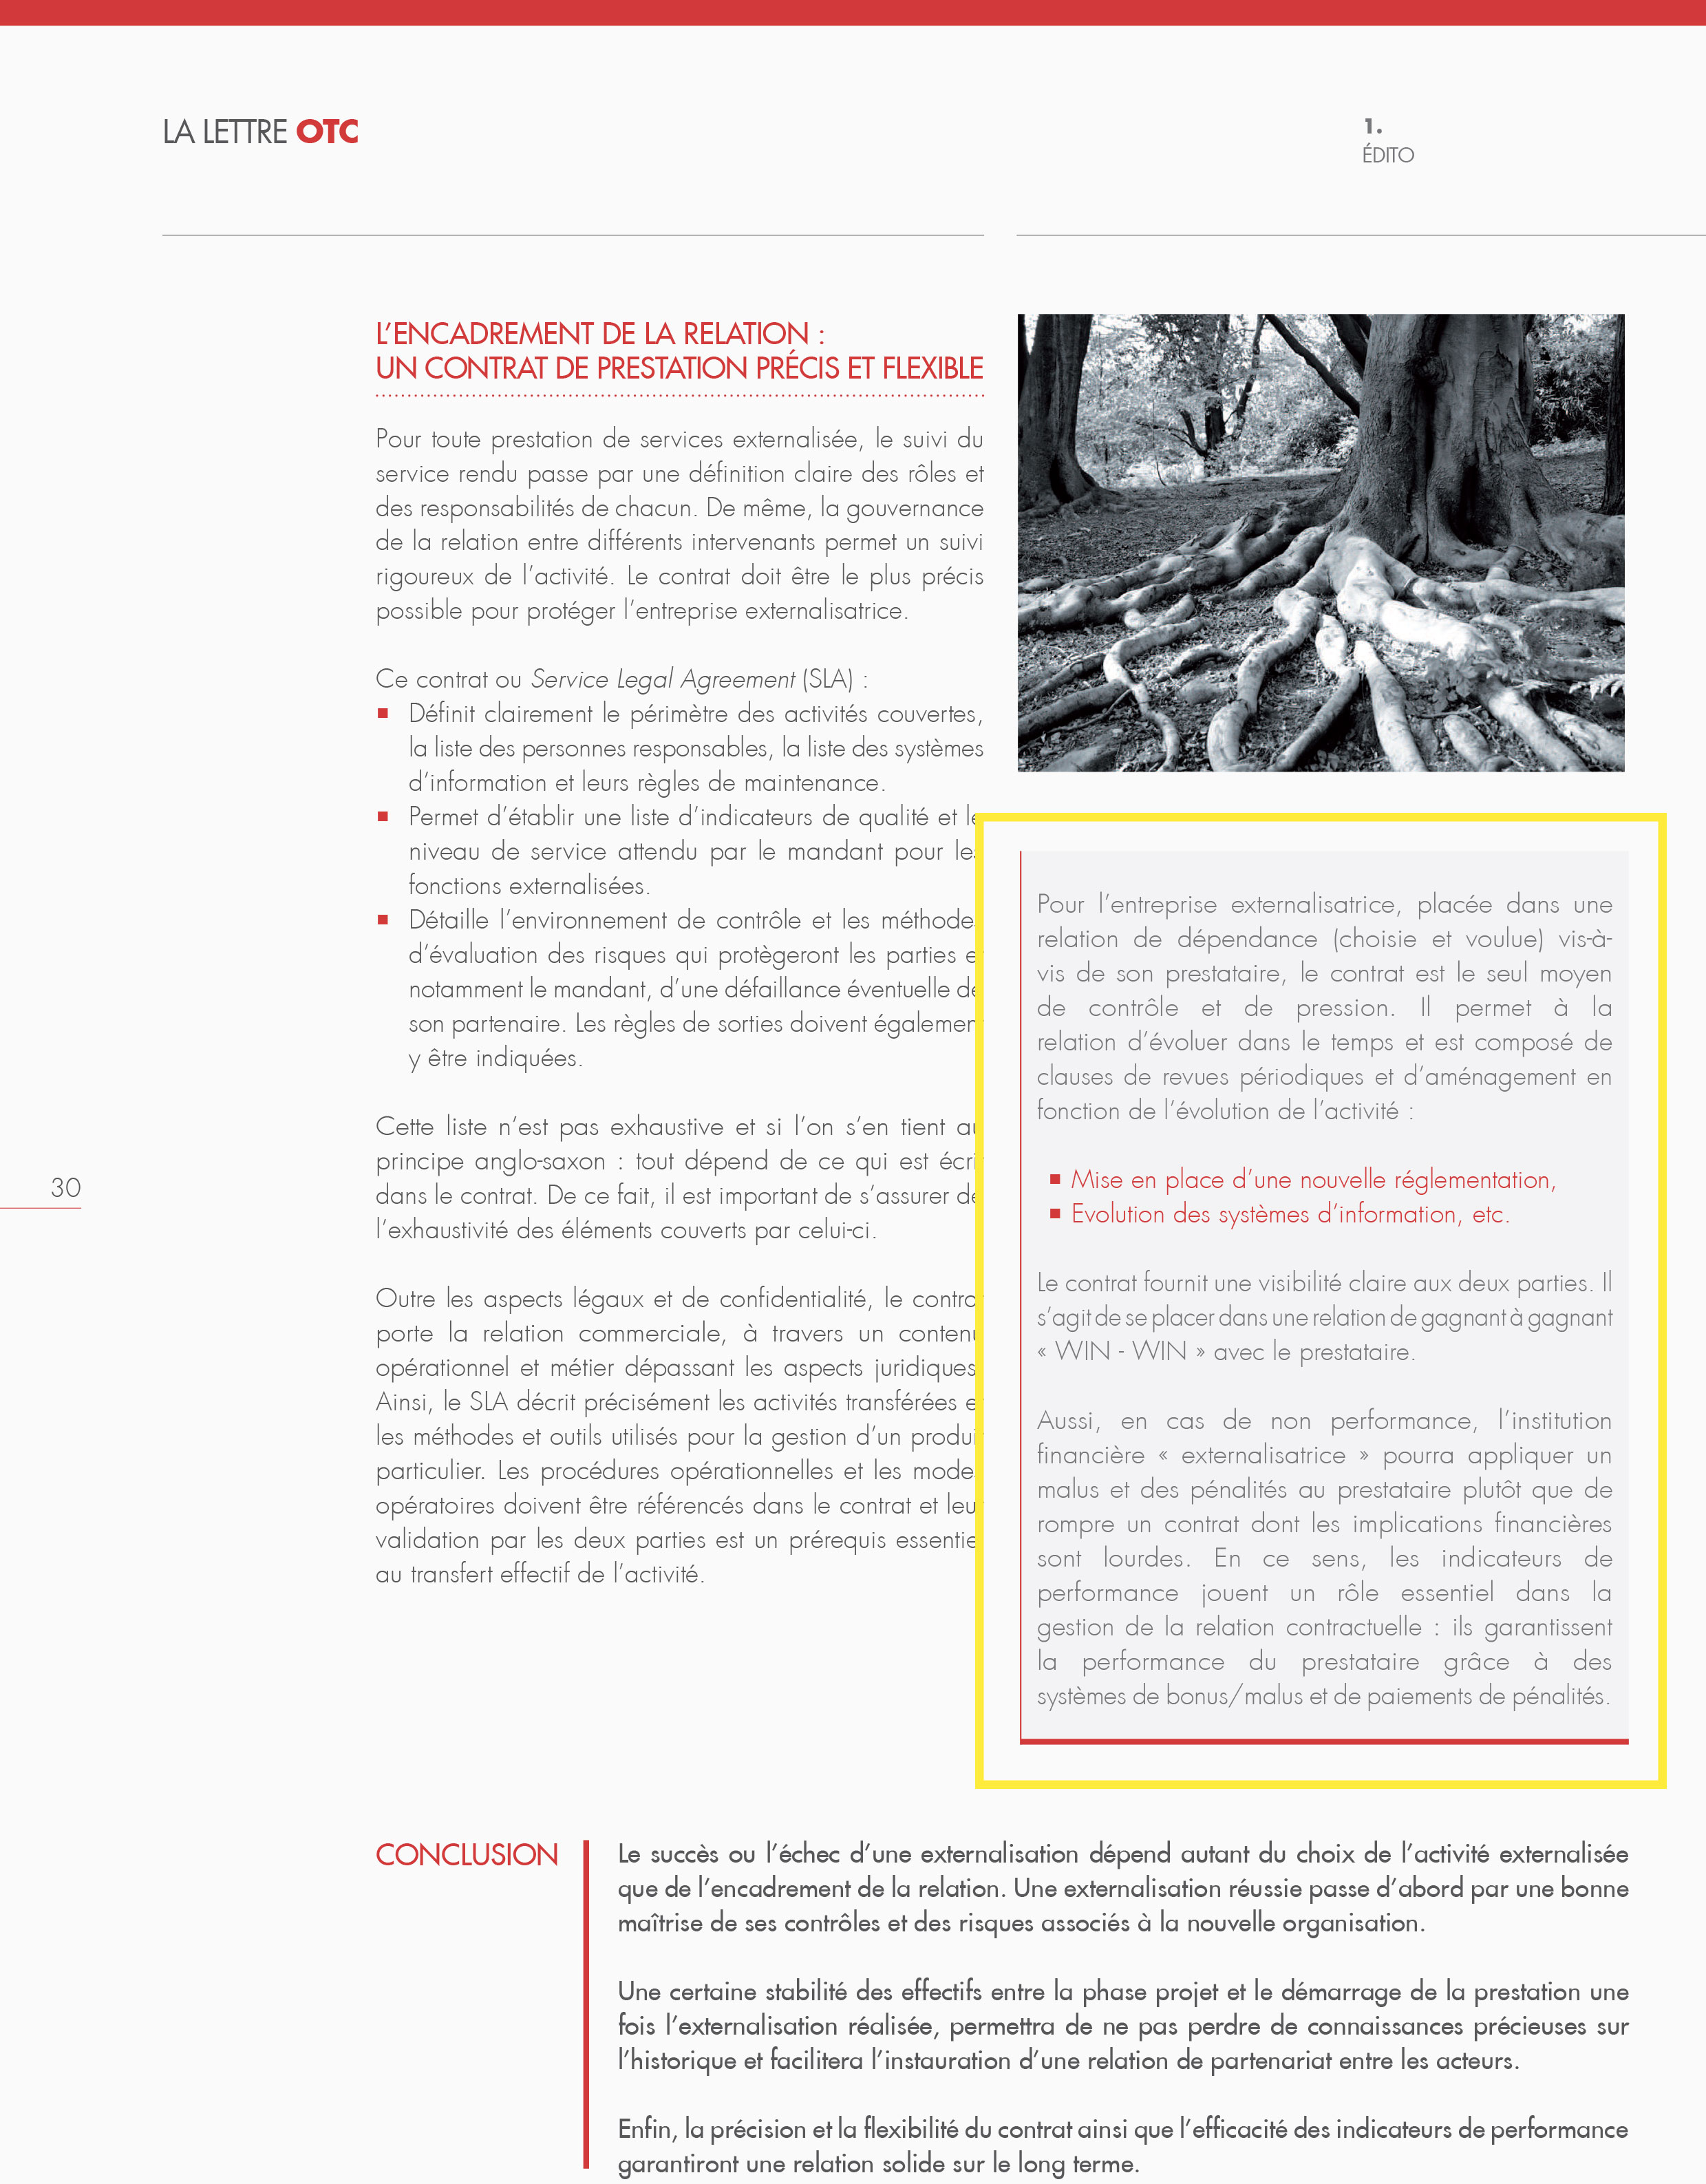 LA LETTRE OTC
1.
ÉDITO
L’ENCADREMENT DE LA RELATION :
UN CONTRAT DE PRESTATION PRÉCIS ET FLEXIBLE
Pour toute prestation de services externalisée, le suivi du
service rendu passe par une définition claire des rôles et
des responsabilités de chacun. De même, la gouvernance
de la relation entre différents intervenants permet un suivi
rigoureux de l’activité. Le contrat doit être le plus précis
possible pour protéger l’entreprise externalisatrice.
Ce contrat ou Service Legal Agreement (SLA) :
■ Définit clairement le périmètre des activités couvertes,
la liste des personnes responsables, la liste des systèmes
d’information et leurs règles de maintenance.
■ Permet d’établir une liste d’indicateurs de qualité et le
niveau de service attendu par le mandant pour les
fonctions externalisées.
■ Détaille l’environnement de contrôle et les méthodes
d’évaluation des risques qui protègeront les parties et
notamment le mandant, d’une défaillance éventuelle de
son partenaire. Les règles de sorties doivent également
y être indiquées.
Cette liste n’est pas exhaustive et si l’on s’en tient au
principe anglo-saxon : tout dépend de ce qui est écrit
dans le contrat. De ce fait, il est important de s’assurer de
l’exhaustivité des éléments couverts par celui-ci.
Outre les aspects légaux et de confidentialité, le contrat
porte la relation commerciale, à travers un contenu
opérationnel et métier dépassant les aspects juridiques.
Ainsi, le SLA décrit précisément les activités transférées et
les méthodes et outils utilisés pour la gestion d’un produit
particulier. Les procédures opérationnelles et les modes
opératoires doivent être référencés dans le contrat et leur
validation par les deux parties est un prérequis essentiel
au transfert effectif de l’activité.
30
Pour l’entreprise externalisatrice, placée dans une
relation de dépendance (choisie et voulue) vis-à-
vis de son prestataire, le contrat est le seul moyen
de contrôle et de pression. Il permet à la
relation d’évoluer dans le temps et est composé de
clauses de revues périodiques et d’aménagement en
fonction de l’évolution de l’activité :
■ Mise en place d’une nouvelle réglementation,
■ Evolution des systèmes d’information, etc.
Le contrat fournit une visibilité claire aux deux parties. Il
s’agit de se placer dans une relation de gagnant à gagnant
« WIN - WIN » avec le prestataire.
Aussi, en cas de non performance, l’institution
financière « externalisatrice » pourra appliquer un
malus et des pénalités au prestataire plutôt que de
rompre un contrat dont les implications financières
sont lourdes. En ce sens, les indicateurs de
performance jouent un rôle essentiel dans la
gestion de la relation contractuelle : ils garantissent
la performance du prestataire grâce à des
systèmes de bonus/malus et de paiements de pénalités.
CONCLUSION
Le succès ou l’échec d’une externalisation dépend autant du choix de l’activité externalisée
que de l’encadrement de la relation. Une externalisation réussie passe d’abord par une bonne
maîtrise de ses contrôles et des risques associés à la nouvelle organisation.
Une certaine stabilité des effectifs entre la phase projet et le démarrage de la prestation une
fois l’externalisation réalisée, permettra de ne pas perdre de connaissances précieuses sur
l’historique et facilitera l’instauration d’une relation de partenariat entre les acteurs.
Enfin, la précision et la flexibilité du contrat ainsi que l’efficacité des indicateurs de performance
garantiront une relation solide sur le long terme.